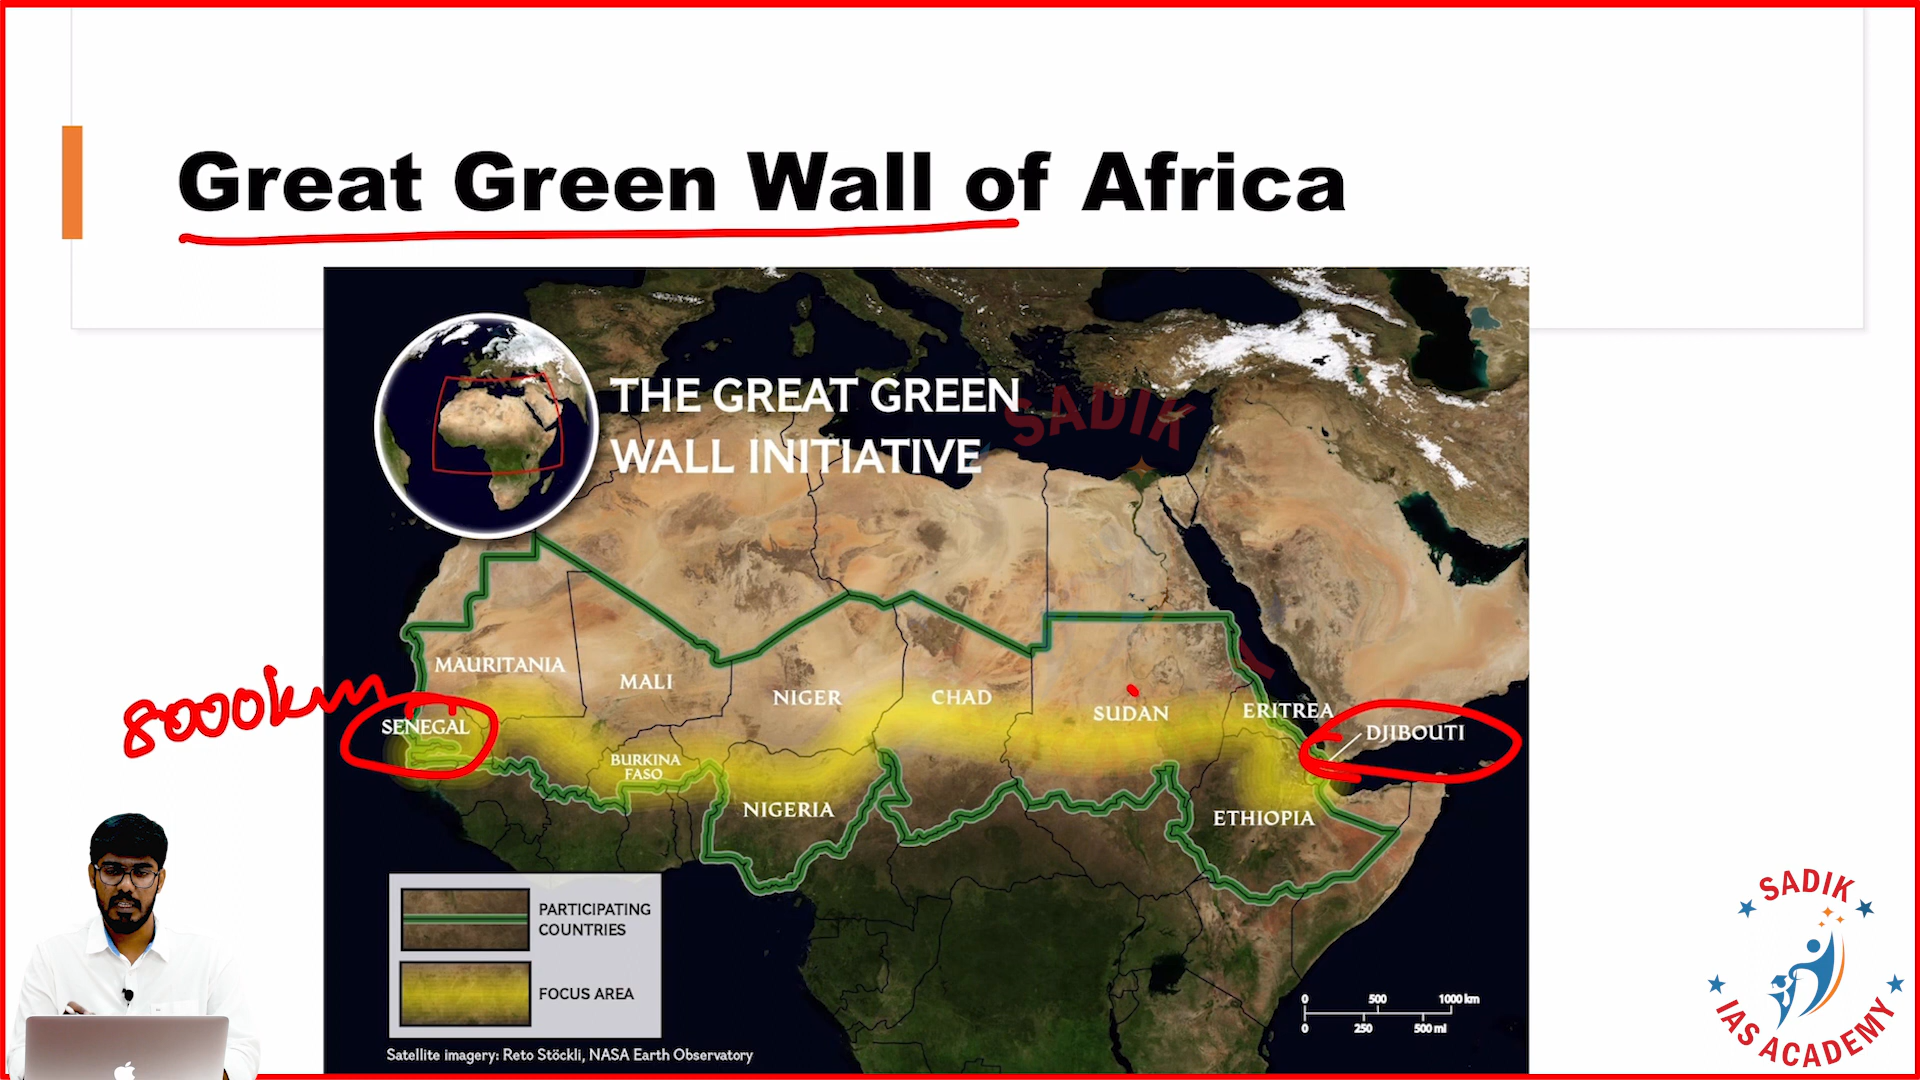 Great Green Wall of Africa
THE GREAT GREEN
WALL INITIATIVE
SADIK
MAURITANIA
MALI
NIGER
CHAD
SUDAN
ERITREA
8000km
SENEGAL
DJIBOUTI
BURKINA
FASO
NIGERIA
ETHIOPIA
PARTICIPATING
COUNTRIES
FOCUS AREA
0 500 1000 km
0 250 500 ml
Satellite imagery: Reto Stöckli, NASA Earth Observatory
SADIK
IAS ACADEMY